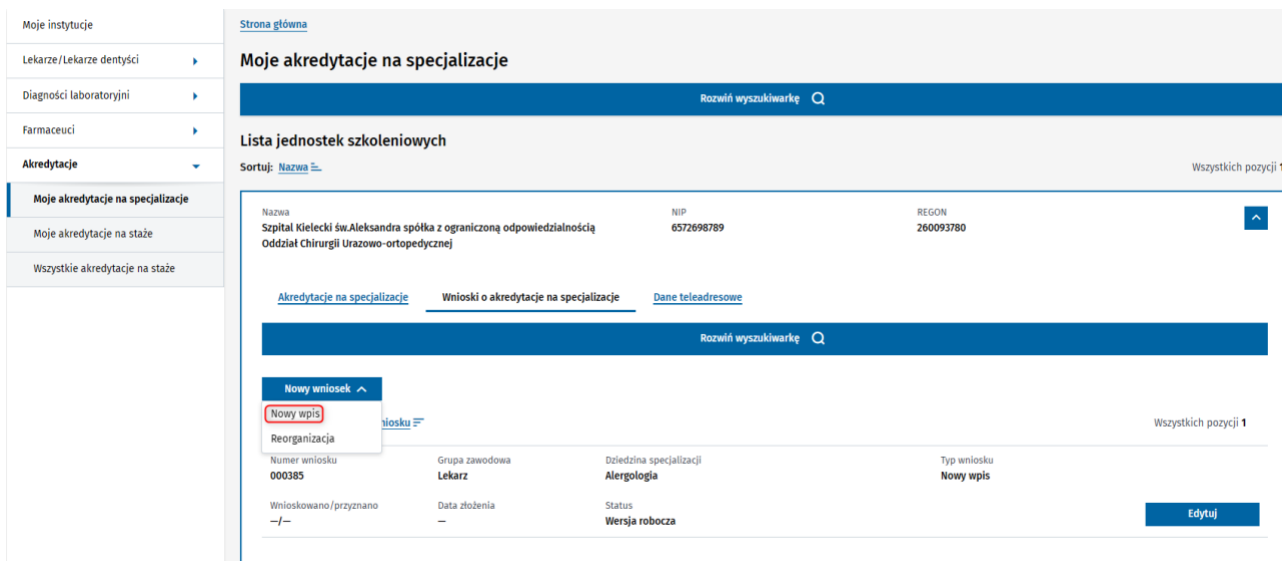 Moje instytucje
Lekarze/Lekarze dentyści
Diagności laboratoryjni
Farmaceuci
Akredytacje
Moje akredytacje na specjalizacje
Moje akredytacje na staże
Wszystkie akredytacje na staże
Strona główna
Moje akredytacje na specjalizacje
Rozwiń wyszukiwarkę
Lista jednostek szkoleniowych
Sortuj: Nazwa
Wszystkich pozycji 1
Nazwa NIP REGON
Szpital Kielecki św.Aleksandra spółka z ograniczoną odpowiedzialnością 6572698789 260093780
Oddział Chirurgii Urazowo-ortopedycznej
Akredytacje na specjalizacje Wnioski o akredytacje na specjalizacje Dane teleadresowe
Rozwiń wyszukiwarkę
Nowy wniosek
Nowy wpis
Wszystkich pozycji 1
Reorganizacja
Numer wniosku Grupa zawodowa Dziedzina specjalizacji Typ wniosku
000385 Lekarz Alergologia Nowy wpis
Wnioskowano/przyznano Data złożenia Status
—/— — Wersja robocza
Edytuj